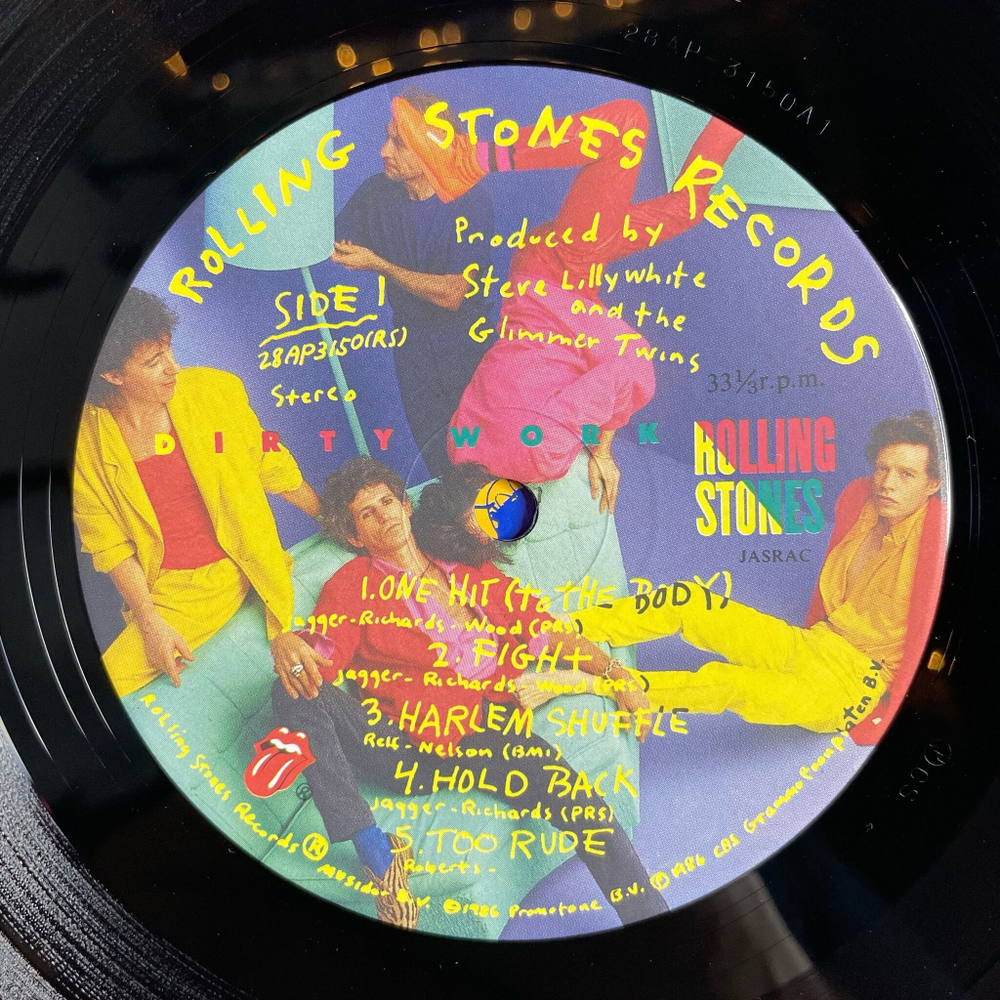 28AP-3150A1
ROLLING STONES RECORDS
Produced by
Steve Lillywhite
and the
Glimmer Twins
SIDE 1
28AP3150(RS)
Stereo
33⅓r.p.m.
DIRTY WORK
ROLLING
STONES
JASRAC
1.ONE HIT (to THE BODY)
Jagger-Richards-Wood (PRS)
2. FIGHT
Jagger-Richards-Wood (PRS)
3.HARLEM SHUFFLE
Relf-Nelson (BMI)
4.HOLD BACK
Jagger-Richards (PRS)
5.TOO RUDE
Roberts-
Rolling Stones Records ® Musidor B.V. ©1986 Promotone B.V. ℗1986 CBS Grammofoonplaten B.V.
®
CS